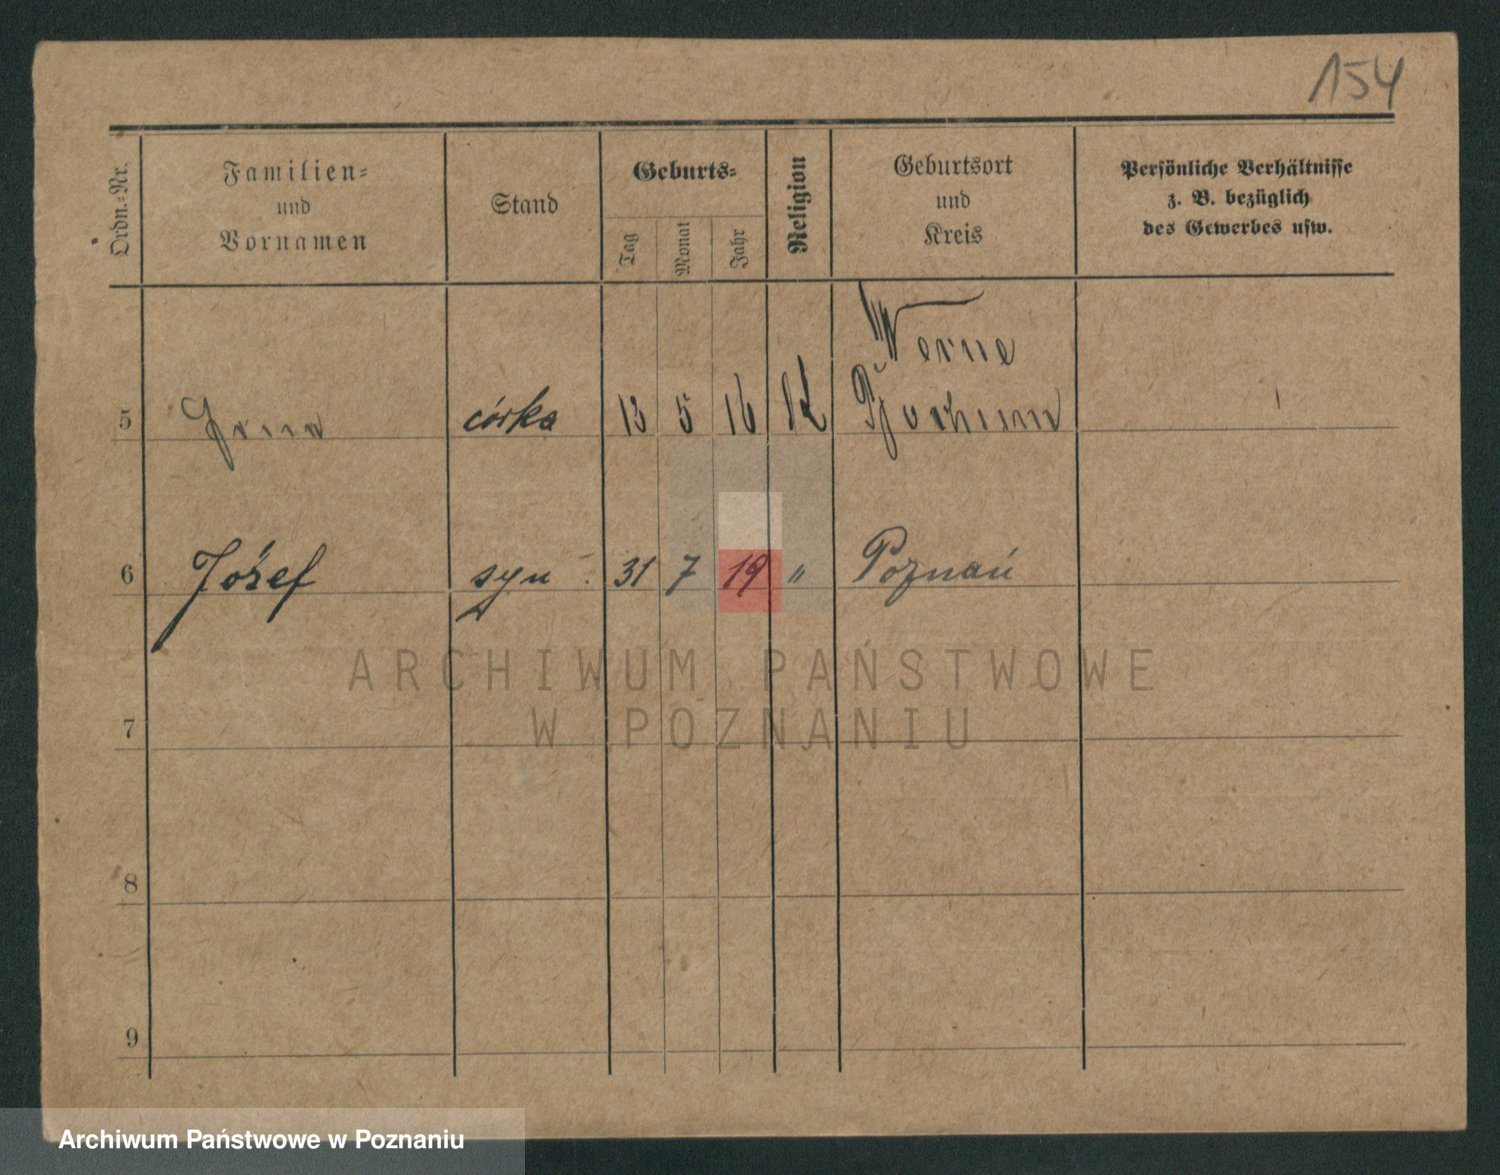 154
Ordn.-Nr.
Familien-
und
Vornamen
Stand
Geburts-
Tag
Monat
Jahr
Religion
Geburtsort
und
Kreis
Persönliche Verhältnisse
z. B. bezüglich
des Gewerbes usw.
Werne
5 córka 13 5 16 Bochum
6 Józef syn 31 7 19 " Poznań
7
8
9
ARCHIWUM PAŃSTWOWE
W POZNANIU
Archiwum Państwowe w Poznaniu